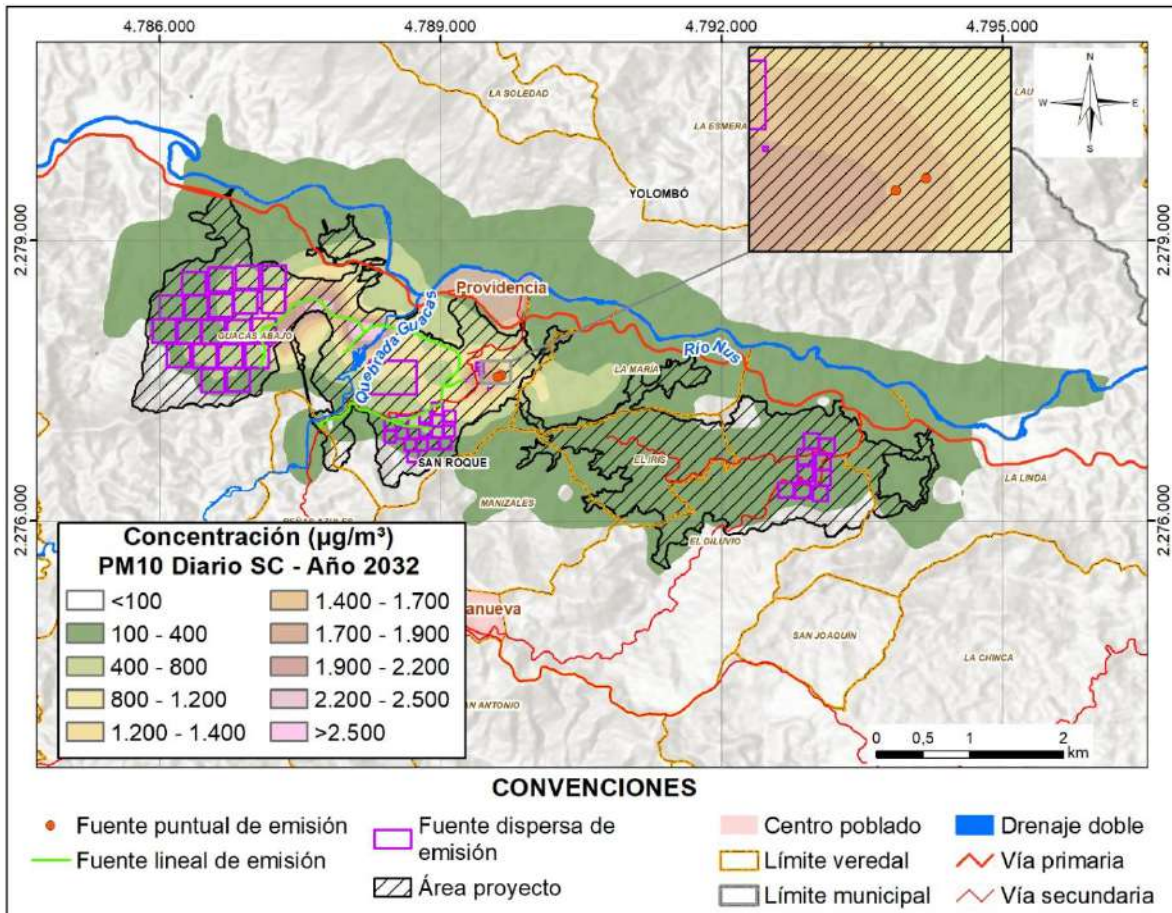 4.786.000
4.789.000
4.792.000
4.795.000
LA SOLEDAD
LA ESMERA
LAU
N
W E
S
YOLOMBÓ
2.279.000
2.279.000
Providencia
Quebrada Guacas
GUACAS ABAJO
Río Nus
LA MARÍA
SAN ROQUE
EL IRIS
MANIZALES
LA LINDA
2.276.000
2.276.000
PEÑAS AZULES
EL DILUVIO
anueva
SAN JOAQUÍN
LA CHINCA
AN ANTONIO
Concentración (µg/m³)
PM10 Diario SC - Año 2032
<100
100 - 400
400 - 800
800 - 1.200
1.200 - 1.400
1.400 - 1.700
1.700 - 1.900
1.900 - 2.200
2.200 - 2.500
>2.500
0 0,5 1 2
km
CONVENCIONES
Fuente puntual de emisión
Fuente lineal de emisión
Fuente dispersa de
emisión
Área proyecto
Centro poblado
Límite veredal
Límite municipal
Drenaje doble
Vía primaria
Vía secundaria